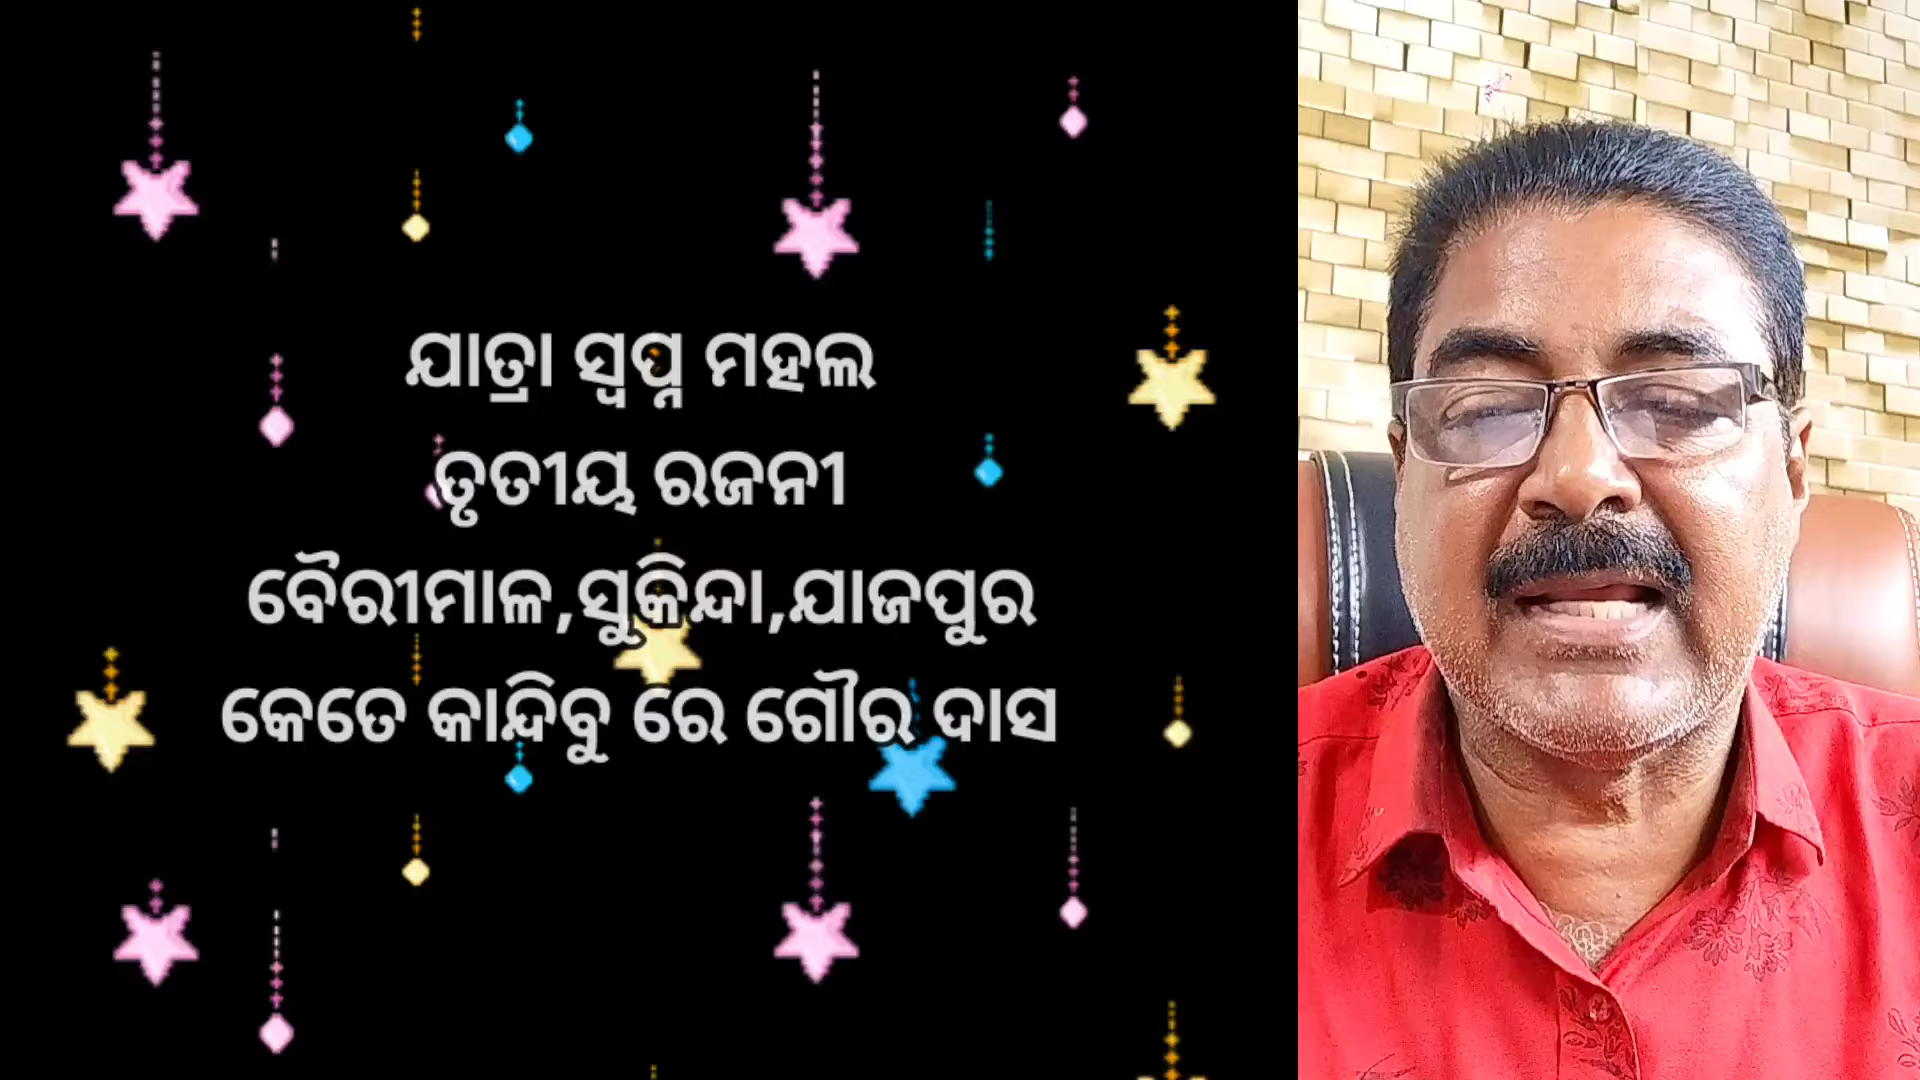 ଯାତ୍ରା ସ୍ୱପ୍ନ ମହଲ
ତୃତୀୟ ରଜନୀ
ବୈରୀମାଳ,ସୁକିନ୍ଦା,ଯାଜପୁର
କେତେ କାନ୍ଦିବୁ ରେ ଗୌର ଦାସ